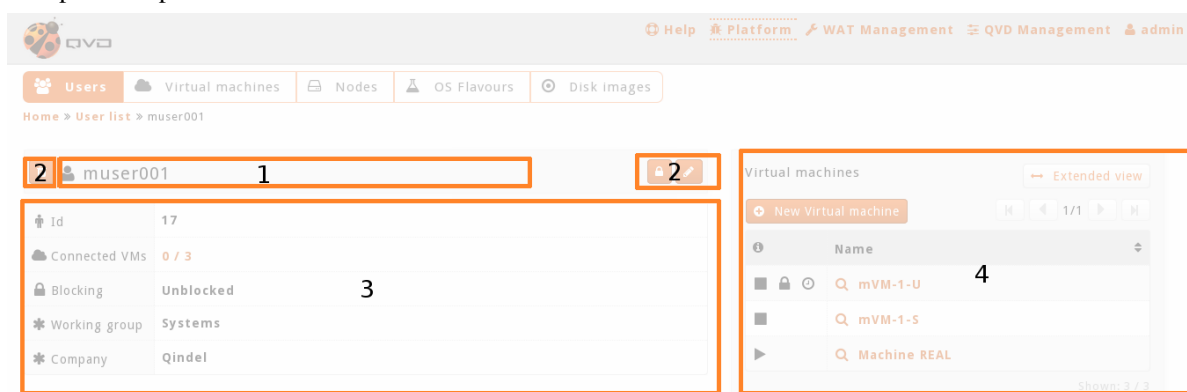 QVD
Help Platform WAT Management QVD Management admin
Users Virtual machines Nodes OS Flavours Disk images
Home » User list » muser001
2 muser001 1 2
Id 17
Connected VMs 0 / 3
Blocking Unblocked
3
Working group Systems
Company Qindel
Virtual machines Extended view
New Virtual machine 1/1
Name
mVM-1-U
4
mVM-1-S
Machine REAL
Shown: 3 / 3